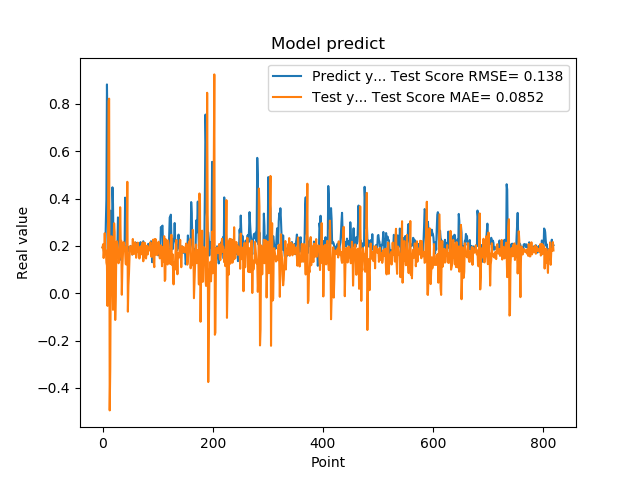 Model predict
Predict y... Test Score RMSE= 0.138
Test y... Test Score MAE= 0.0852
Real value
0.8
0.6
0.4
0.2
0.0
−0.2
−0.4
0 200 400 600 800
Point